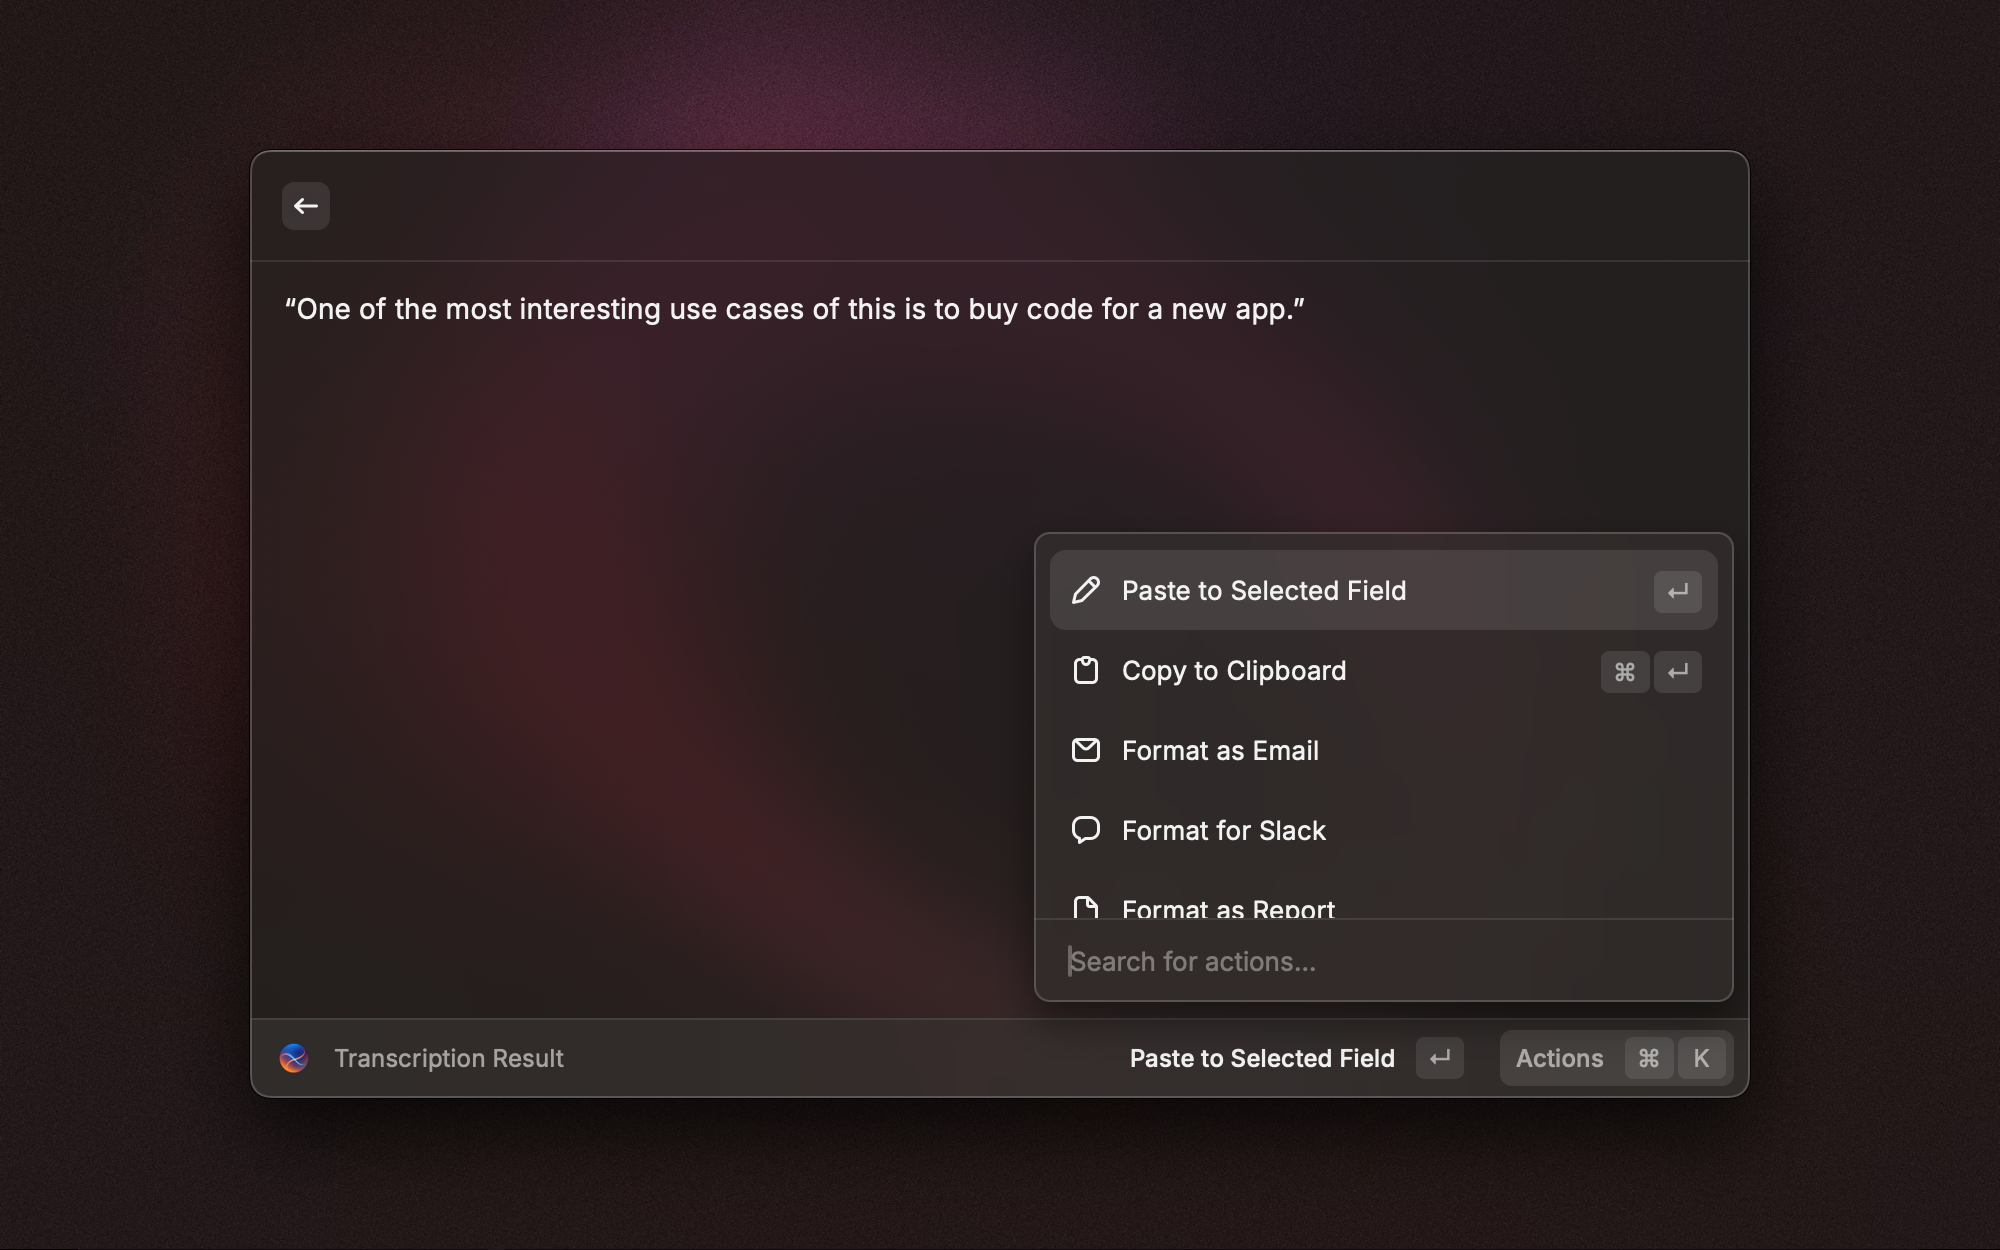 “One of the most interesting use cases of this is to buy code for a new app.”
Paste to Selected Field ↵
Copy to Clipboard ⌘ ↵
Format as Email
Format for Slack
Format as Report
Search for actions...
Transcription Result
Paste to Selected Field ↵
Actions ⌘ K